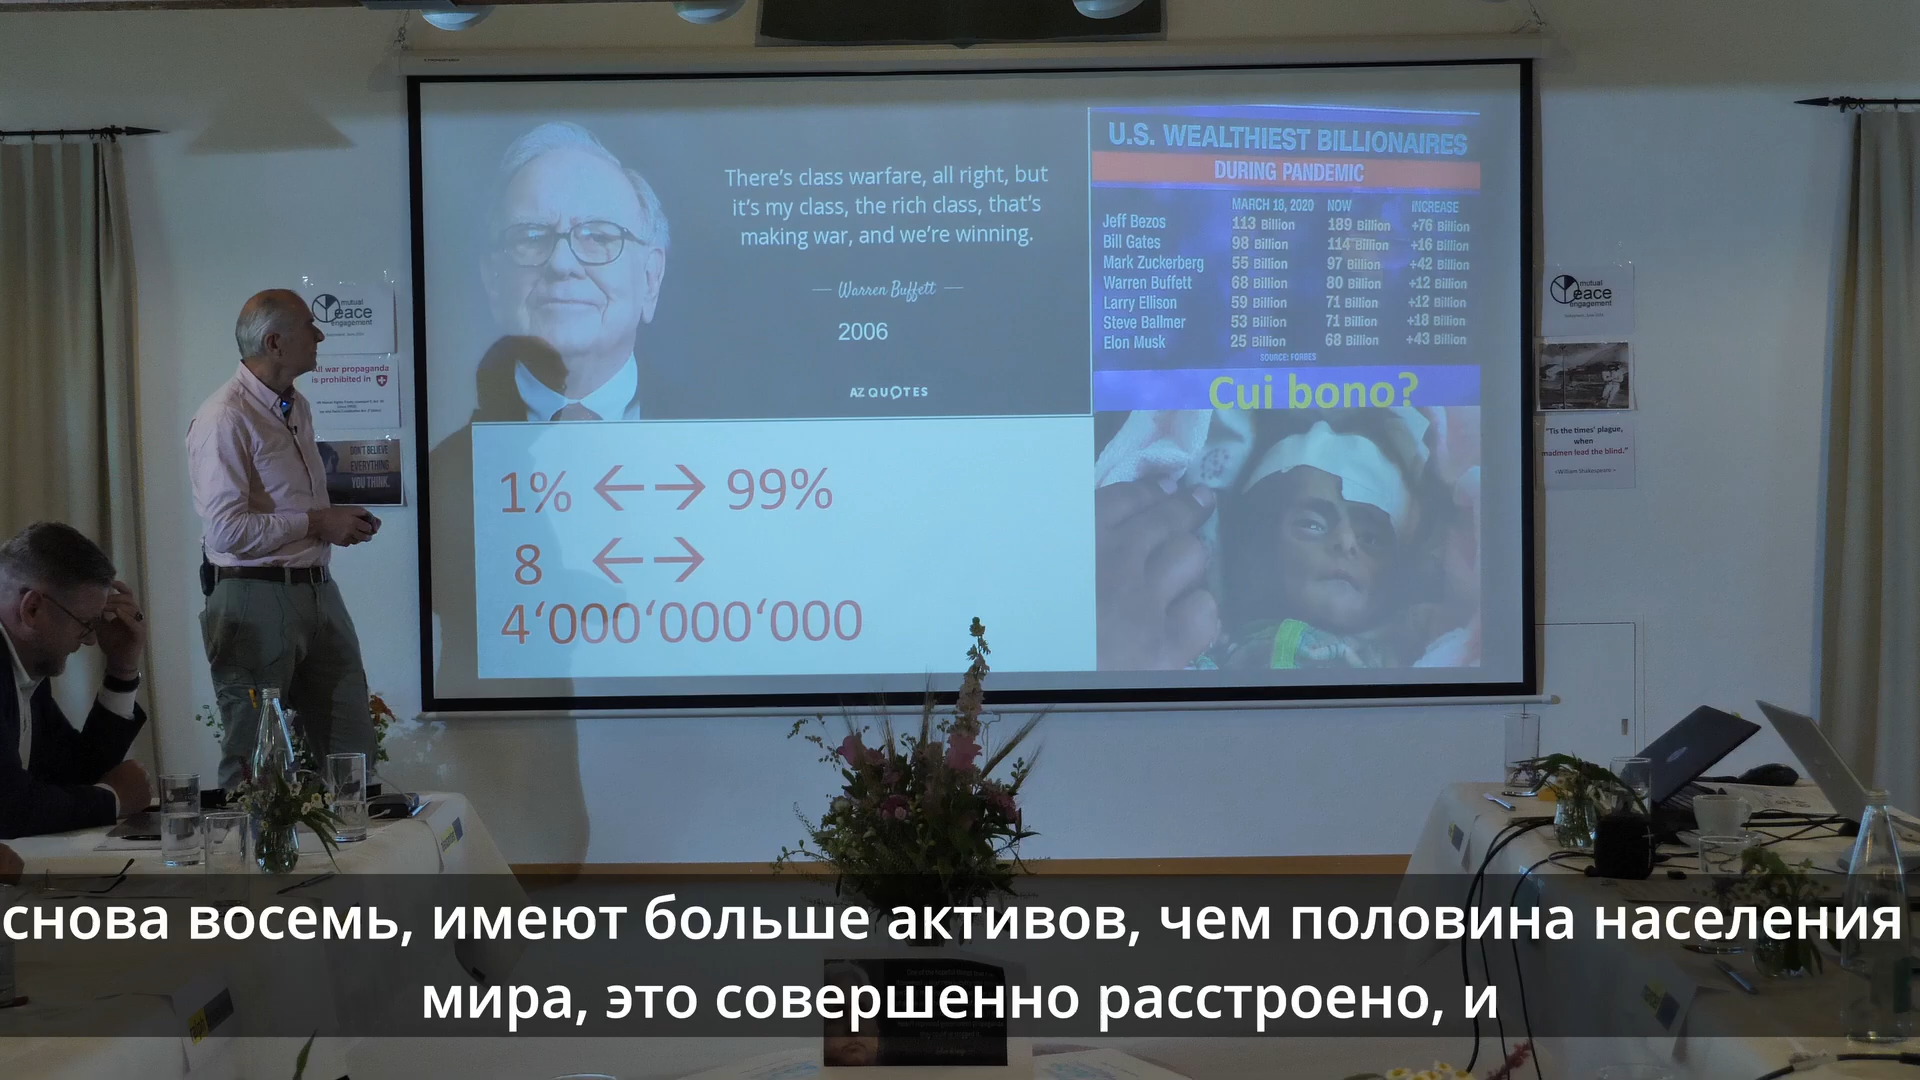 There's class warfare, all right, but
it's my class, the rich class, that's
making war, and we're winning.
— Warren Buffett —
2006
AZ QUOTES
U.S. WEALTHIEST BILLIONAIRES
DURING PANDEMIC
MARCH 18, 2020 NOW INCREASE
Jeff Bezos 113 Billion 189 Billion +76 Billion
Bill Gates 98 Billion 114 Billion +16 Billion
Mark Zuckerberg 55 Billion 97 Billion +42 Billion
Warren Buffett 68 Billion 80 Billion +12 Billion
Larry Ellison 59 Billion 71 Billion +12 Billion
Steve Ballmer 53 Billion 71 Billion +18 Billion
Elon Musk 25 Billion 68 Billion +43 Billion
SOURCE: FORBES
Cui bono?
1% ←→ 99%
8 ←→
4‘000‘000‘000
mutual
Peace
engagement
All war propaganda
is prohibited in
DON'T BELIEVE
EVERYTHING
YOU THINK.
mutual
Peace
engagement
"Tis the times' plague,
when
madmen lead the blind."
~William Shakespeare~
снова восемь, имеют больше активов, чем половина населения
мира, это совершенно расстроено, и